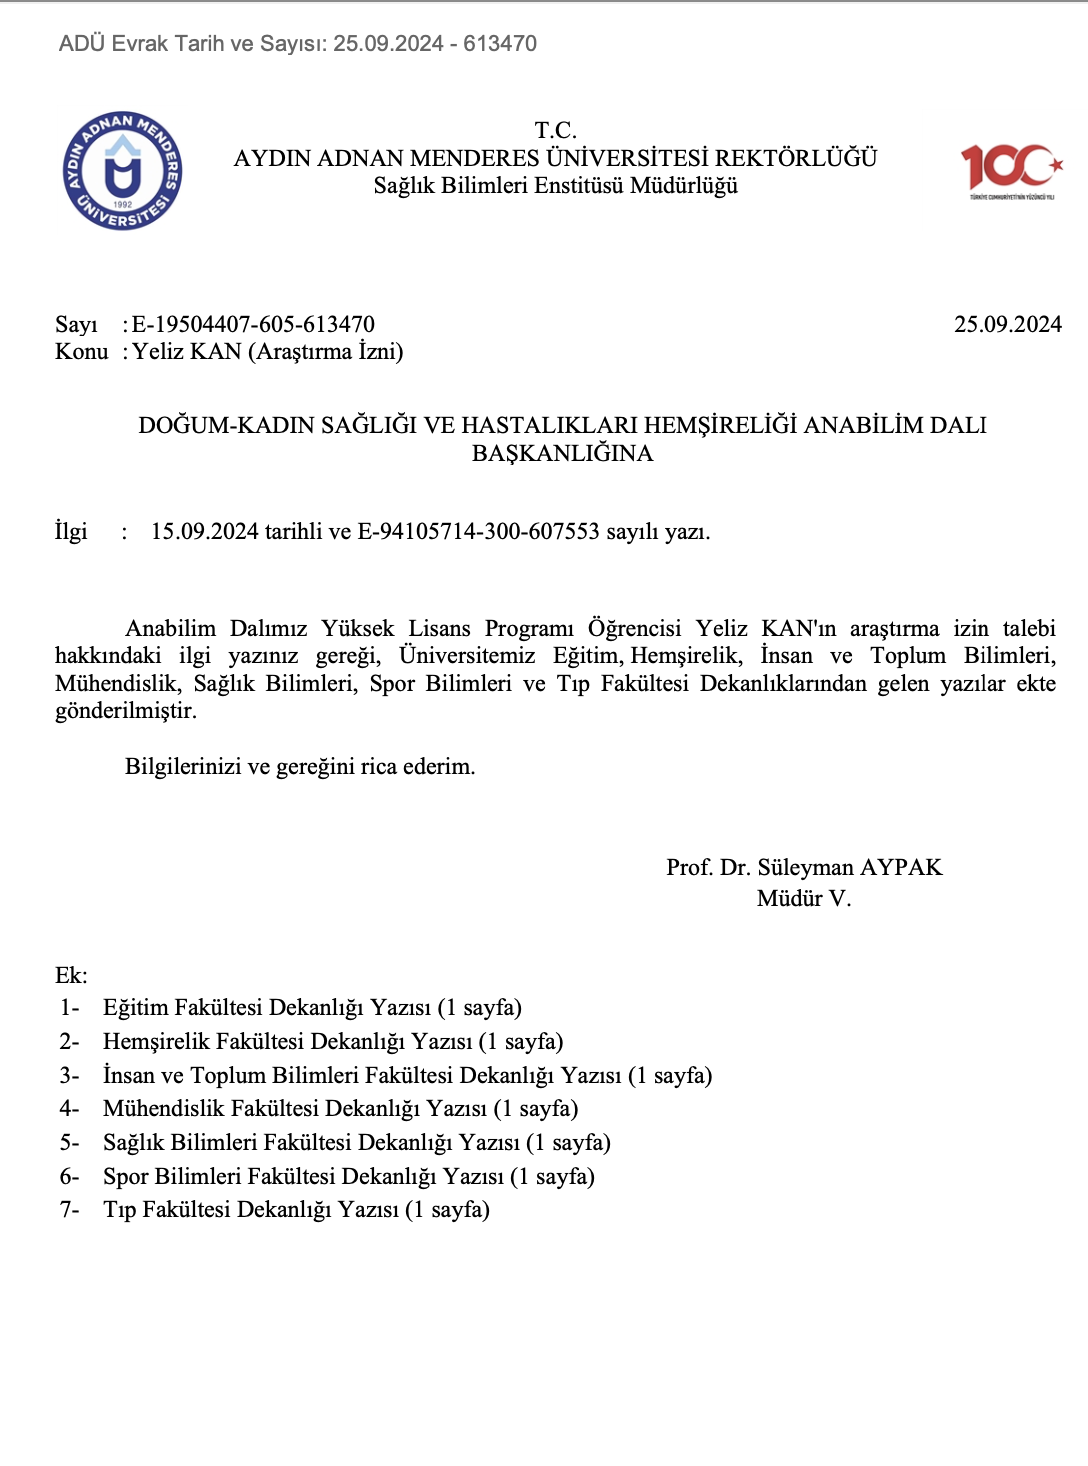 ADÜ Evrak Tarih ve Sayısı: 25.09.2024 - 613470
AYDIN ADNAN MENDERES ÜNİVERSİTESİ
1992
T.C.
AYDIN ADNAN MENDERES ÜNİVERSİTESİ REKTÖRLÜĞÜ
Sağlık Bilimleri Enstitüsü Müdürlüğü
100
TÜRKİYE CUMHURİYETİ'NİN YÜZÜNCÜ YILI
Sayı : E-19504407-605-613470 25.09.2024
Konu : Yeliz KAN (Araştırma İzni)
DOĞUM-KADIN SAĞLIĞI VE HASTALIKLARI HEMŞİRELİĞİ ANABİLİM DALI
BAŞKANLIĞINA
İlgi : 15.09.2024 tarihli ve E-94105714-300-607553 sayılı yazı.
Anabilim Dalımız Yüksek Lisans Programı Öğrencisi Yeliz KAN'ın araştırma izin talebi
hakkındaki ilgi yazınız gereği, Üniversitemiz Eğitim, Hemşirelik, İnsan ve Toplum Bilimleri,
Mühendislik, Sağlık Bilimleri, Spor Bilimleri ve Tıp Fakültesi Dekanlıklarından gelen yazılar ekte
gönderilmiştir.
Bilgilerinizi ve gereğini rica ederim.
Prof. Dr. Süleyman AYPAK
Müdür V.
Ek:
1- Eğitim Fakültesi Dekanlığı Yazısı (1 sayfa)
2- Hemşirelik Fakültesi Dekanlığı Yazısı (1 sayfa)
3- İnsan ve Toplum Bilimleri Fakültesi Dekanlığı Yazısı (1 sayfa)
4- Mühendislik Fakültesi Dekanlığı Yazısı (1 sayfa)
5- Sağlık Bilimleri Fakültesi Dekanlığı Yazısı (1 sayfa)
6- Spor Bilimleri Fakültesi Dekanlığı Yazısı (1 sayfa)
7- Tıp Fakültesi Dekanlığı Yazısı (1 sayfa)